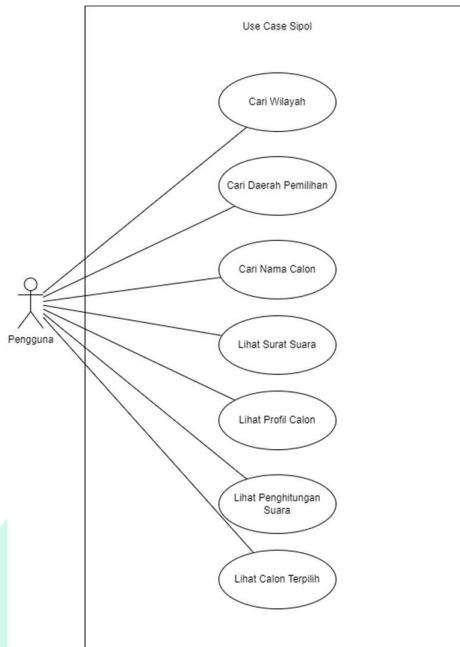 Use Case Sipol
Cari Wilayah
Cari Daerah Pemilihan
Cari Nama Calon
Pengguna
Lihat Surat Suara
Lihat Profil Calon
Lihat Penghitungan
Suara
Lihat Calon Terpilih